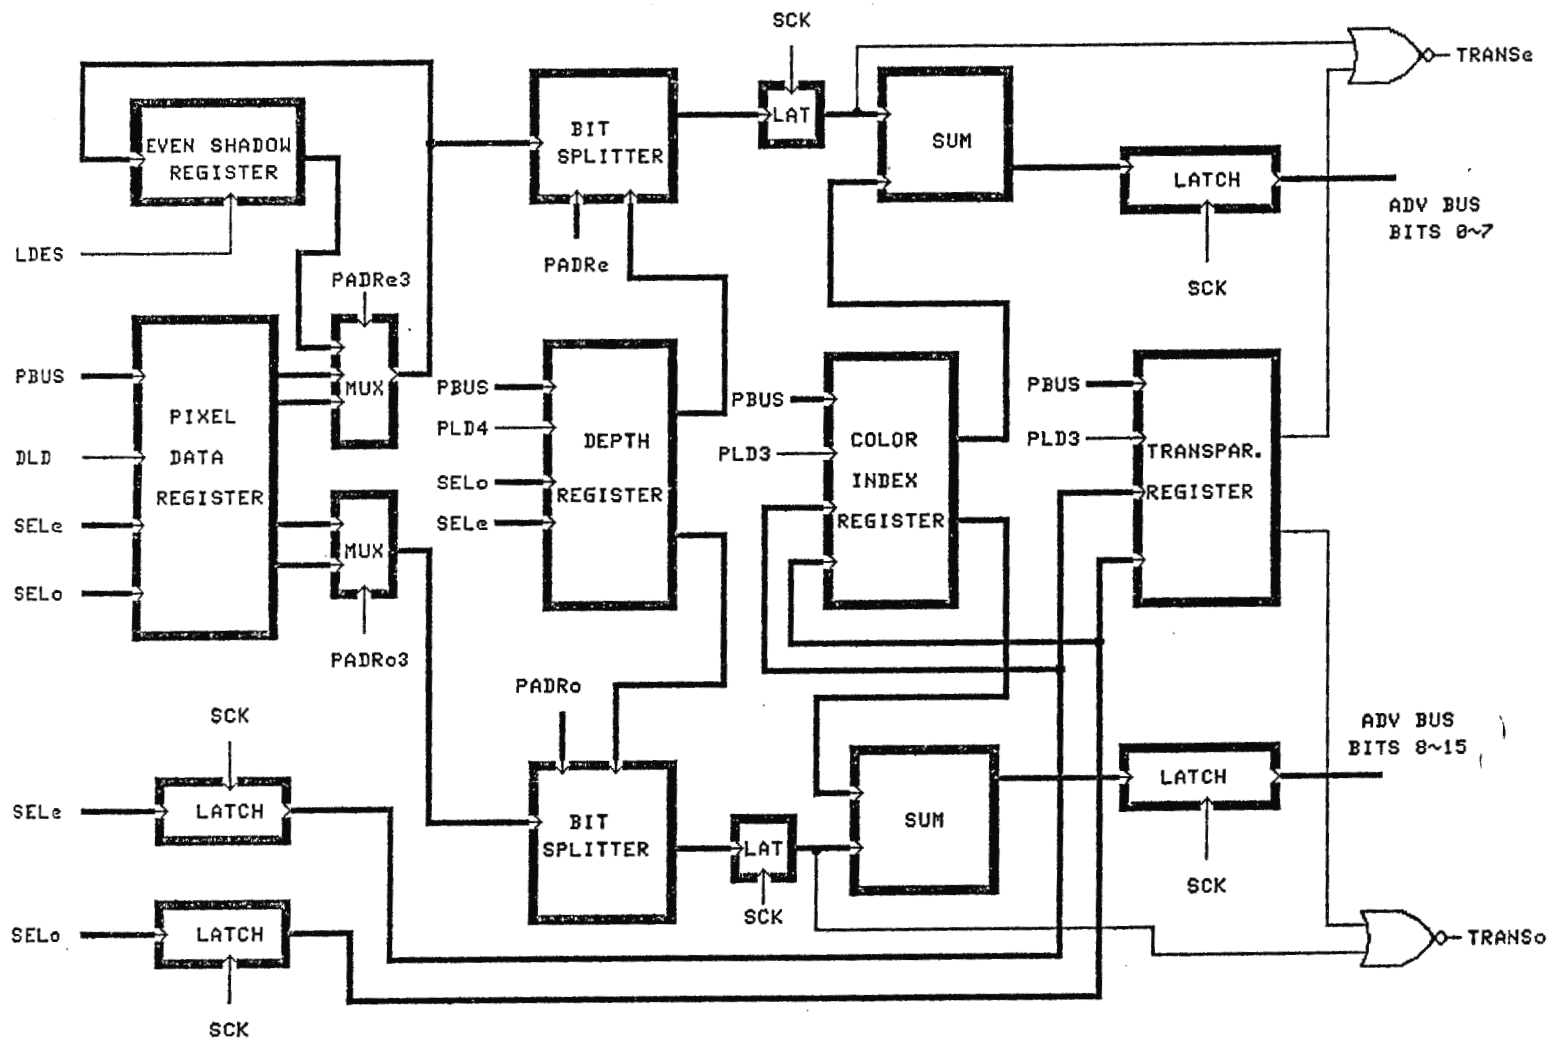 SCK
TRANSe
EVEN SHADOW
REGISTER
BIT
SPLITTER
LAT
SUM
LATCH
ADV BUS
BITS 0~7
LDES
PADRe3
PADRe
SCK
PBUS
DLD
SELe
SELo
PIXEL
DATA
REGISTER
MUX
MUX
PADRo3
PBUS
PLD4
SELo
SELe
DEPTH
REGISTER
PBUS
PLD3
COLOR
INDEX
REGISTER
PBUS
PLD3
TRANSPAR.
REGISTER
PADRo
SCK
SELe
LATCH
BIT
SPLITTER
LAT
SCK
SUM
LATCH
ADV BUS
BITS 8~15
SCK
SELo
LATCH
SCK
TRANSo